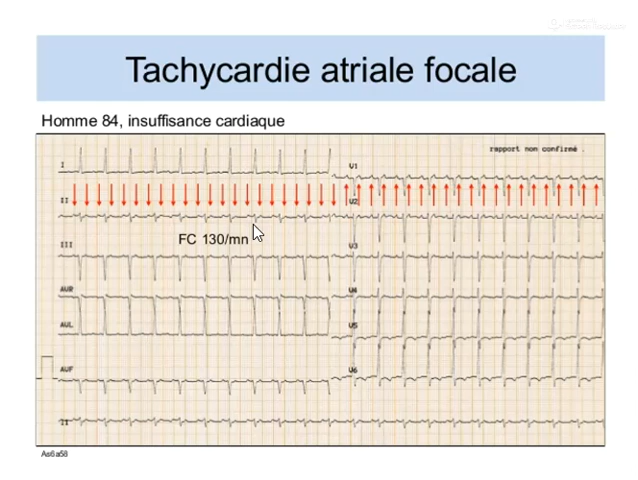 Tachycardie atriale focale
Homme 84, insuffisance cardiaque
rapport non confirmé .
I
V1
II
V2
FC 130/mn
III
V3
AVR
V4
AVL
V5
AVF
V6
II
As6a58